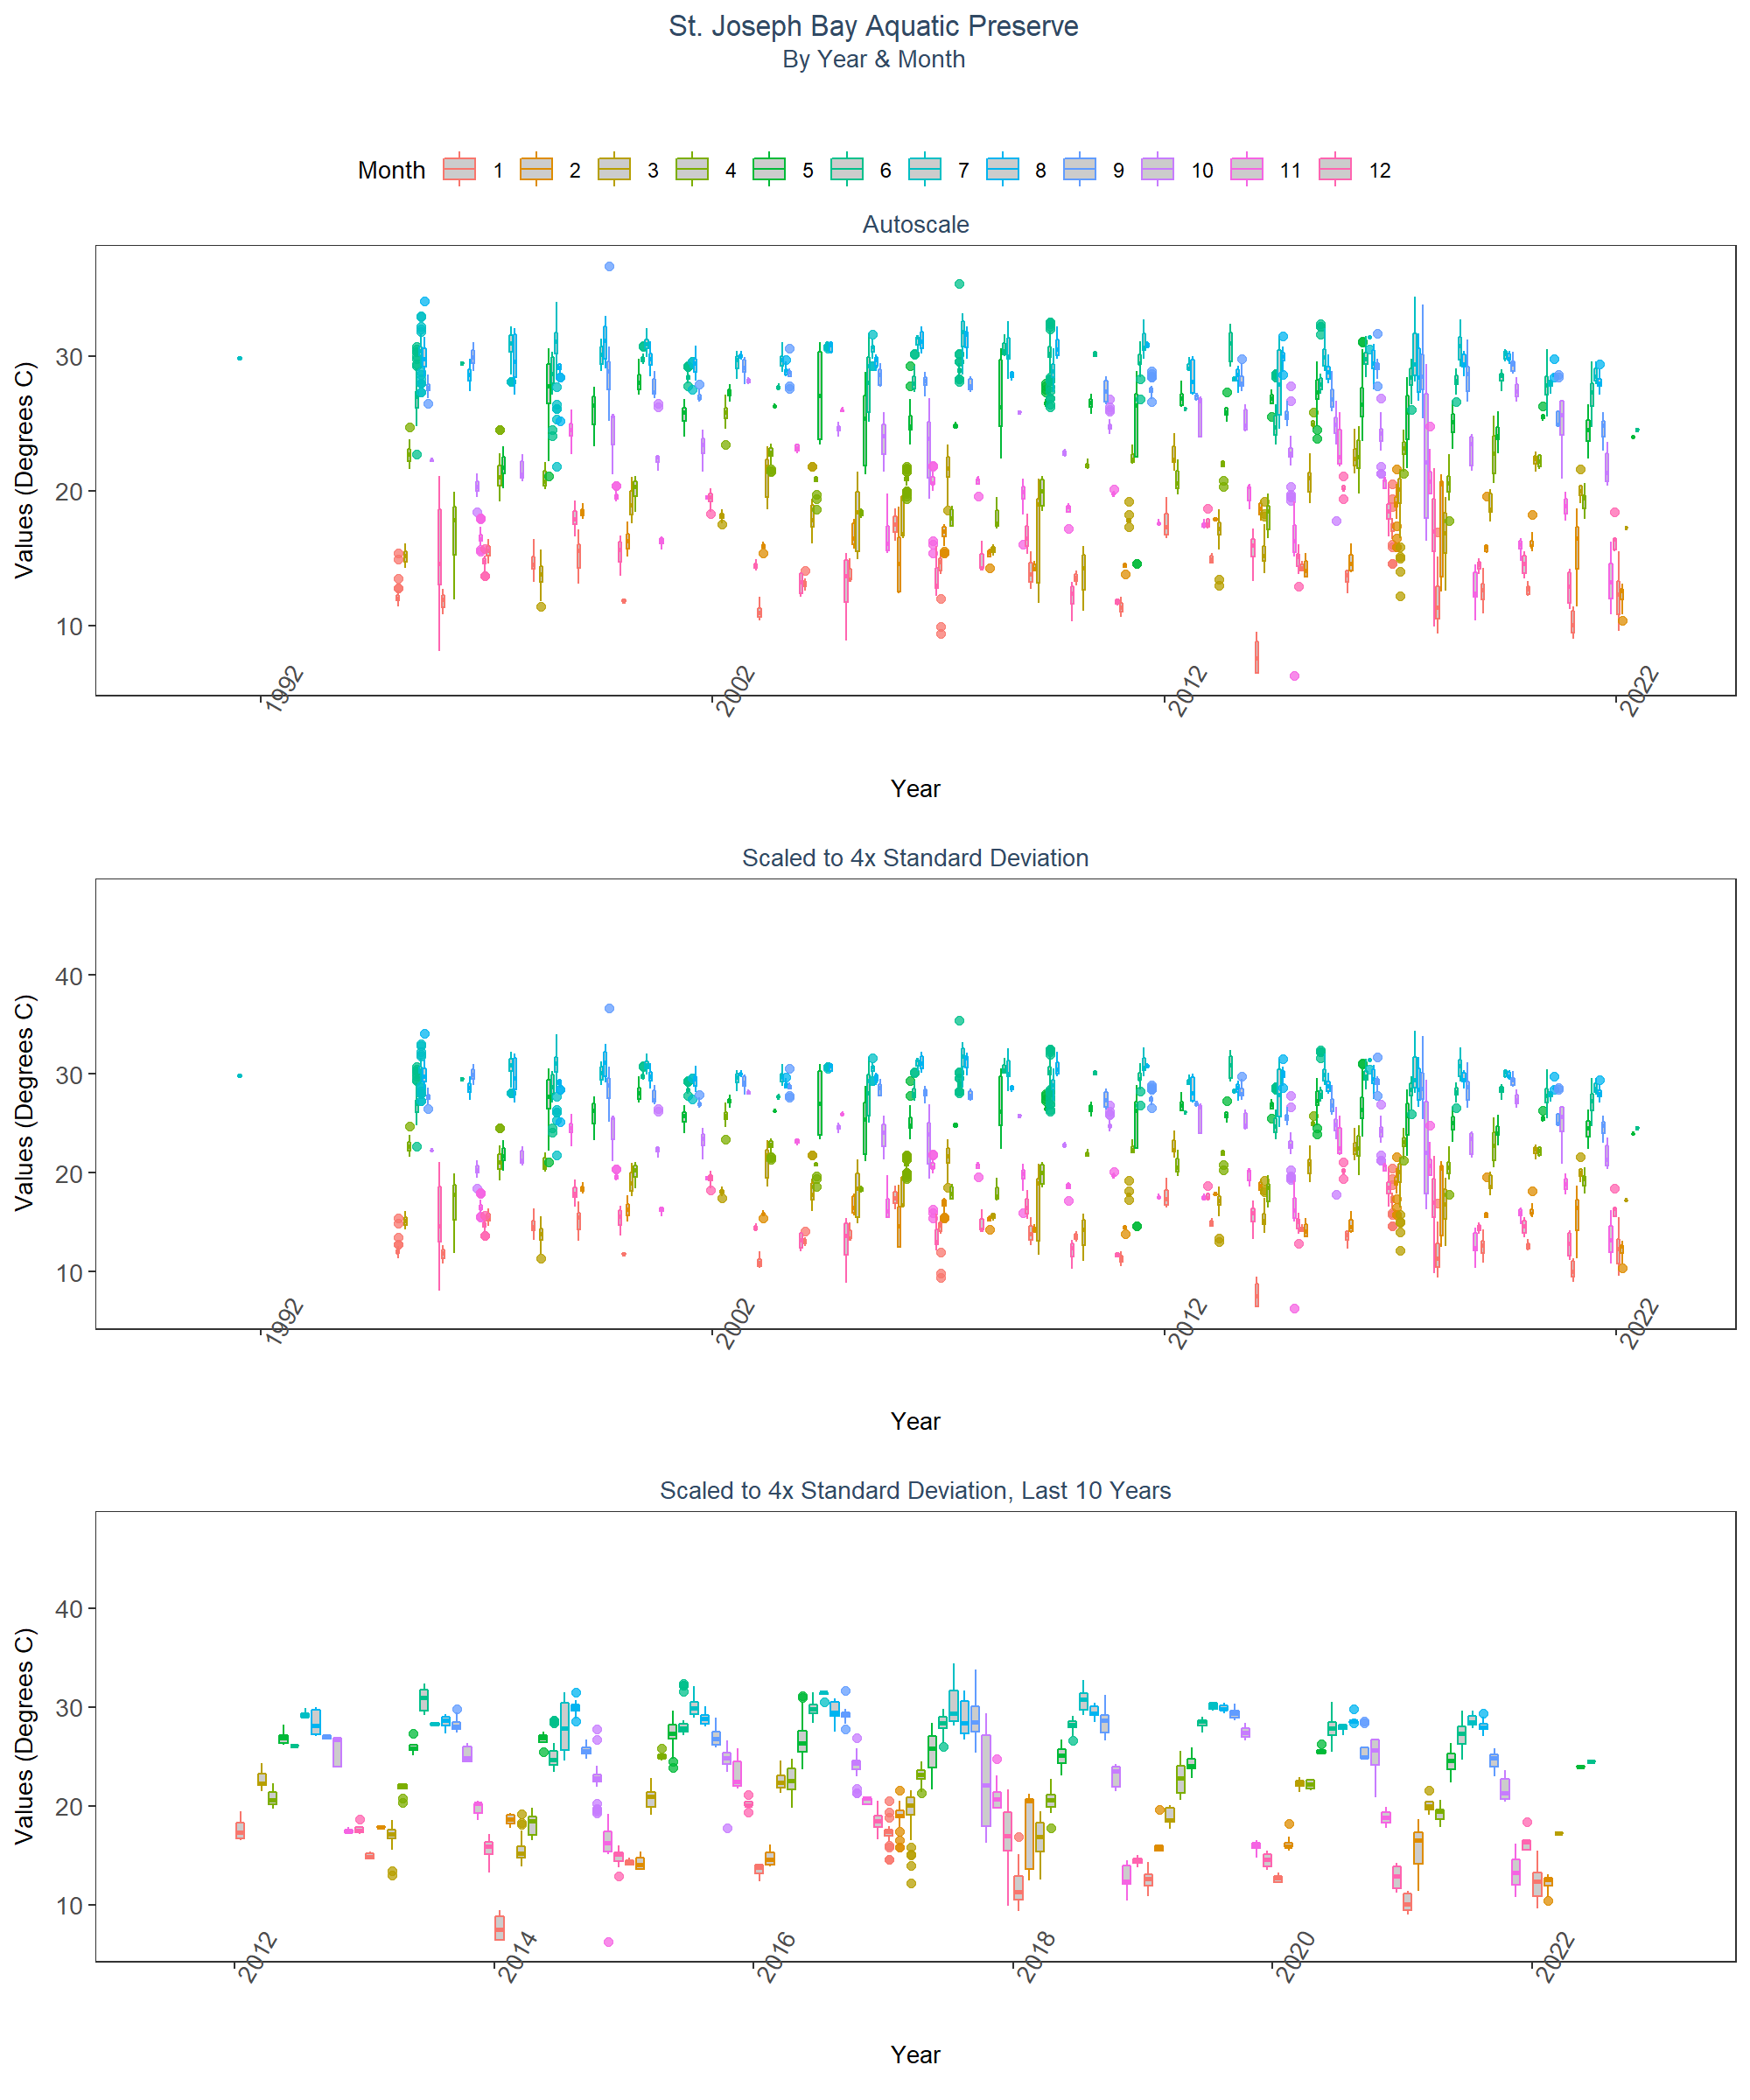 St. Joseph Bay Aquatic Preserve
By Year & Month
Month 1 2 3 4 5 6 7 8 9 10 11 12
Autoscale
Values (Degrees C)
30
20
10
1992 2002 2012 2022
Year
Scaled to 4x Standard Deviation
Values (Degrees C)
40
30
20
10
1992 2002 2012 2022
Year
Scaled to 4x Standard Deviation, Last 10 Years
Values (Degrees C)
40
30
20
10
2012 2014 2016 2018 2020 2022
Year